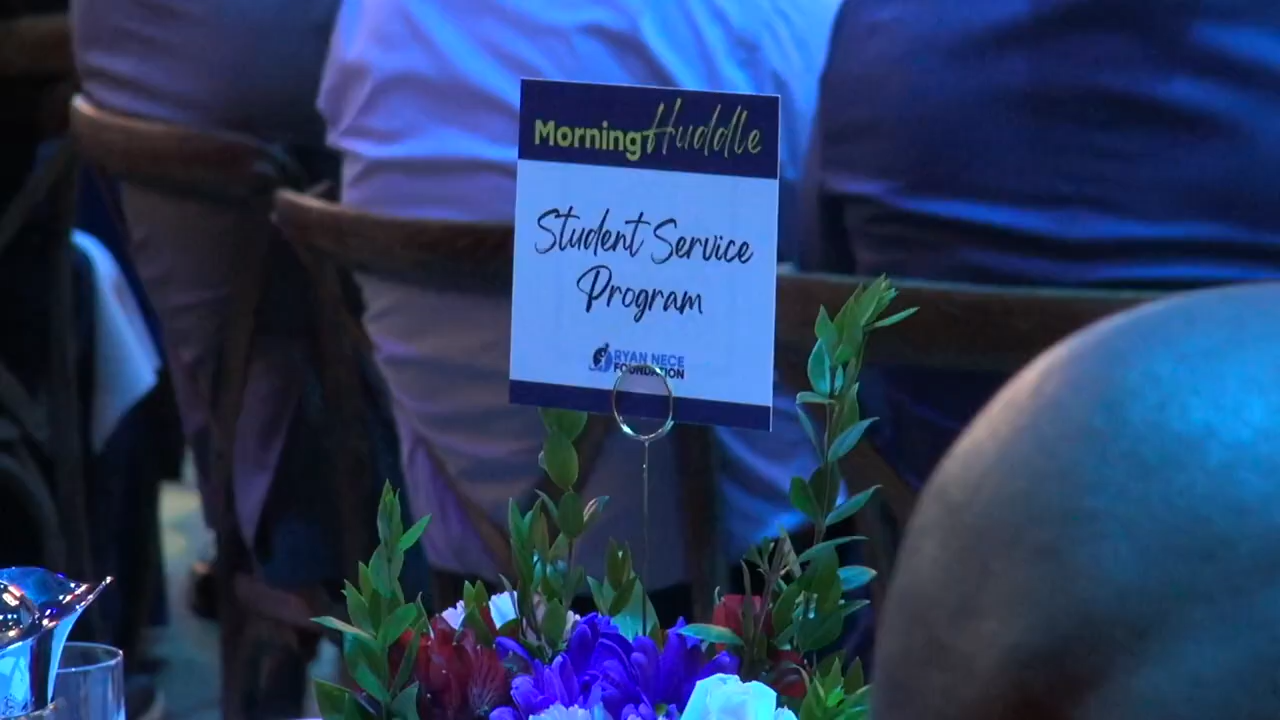 MorningHuddle
Student Service
Program
RYAN NECE
FOUNDATION